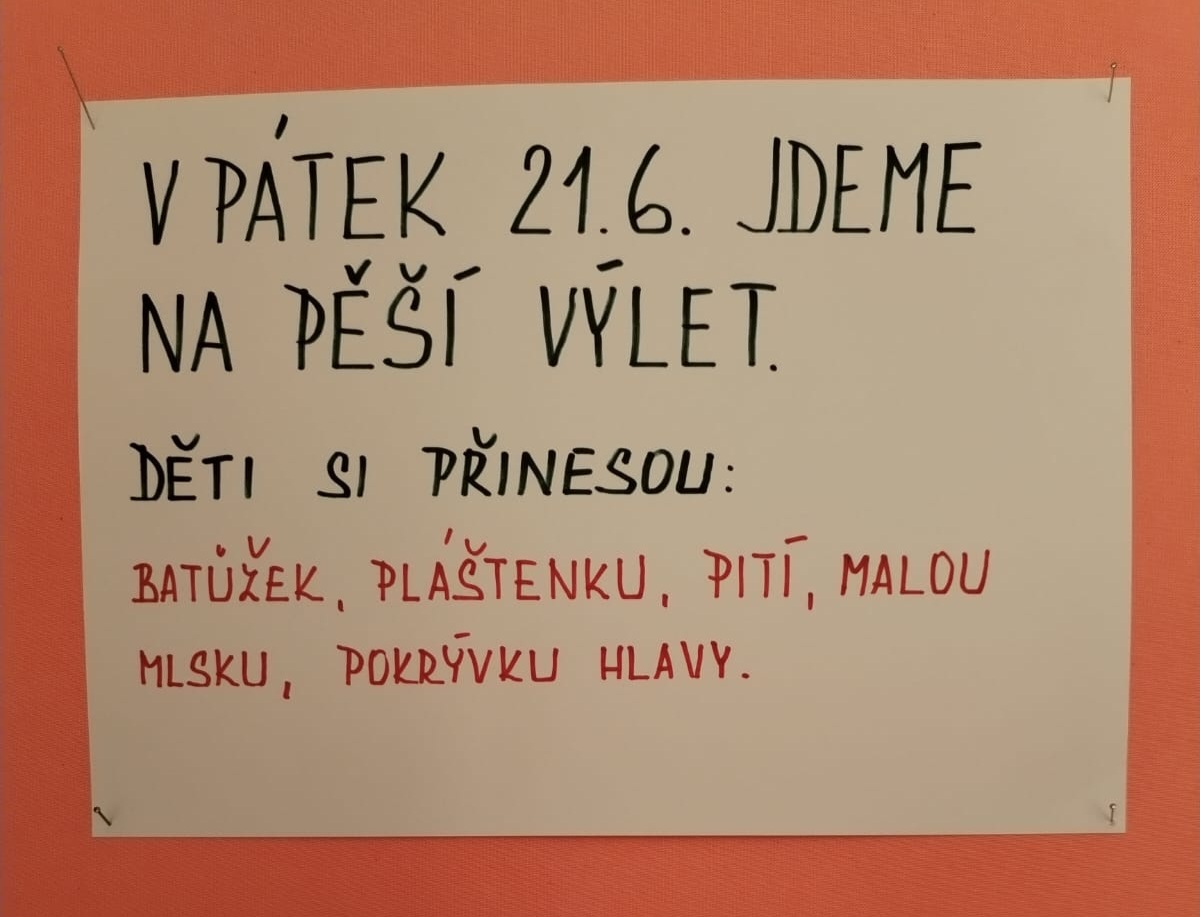 V PÁTEK 21.6. JDEME
NA PĚŠÍ VÝLET.
DĚTI SI PŘINESOU:
BATŮŽEK, PLÁŠTENKU, PITÍ, MALOU
MLSKU, POKRÝVKU HLAVY.